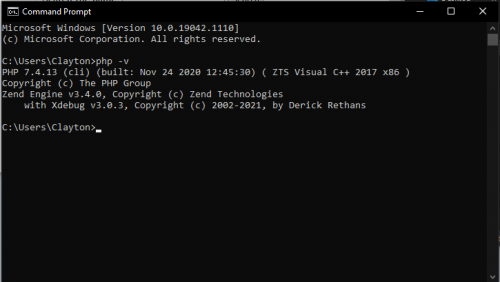 Command Prompt
Microsoft Windows [Version 10.0.19042.1110]
(c) Microsoft Corporation. All rights reserved.
C:\Users\Clayton>php -v
PHP 7.4.13 (cli) (built: Nov 24 2020 12:45:30) ( ZTS Visual C++ 2017 x86 )
Copyright (c) The PHP Group
Zend Engine v3.4.0, Copyright (c) Zend Technologies
with Xdebug v3.0.3, Copyright (c) 2002-2021, by Derick Rethans
C:\Users\Clayton>